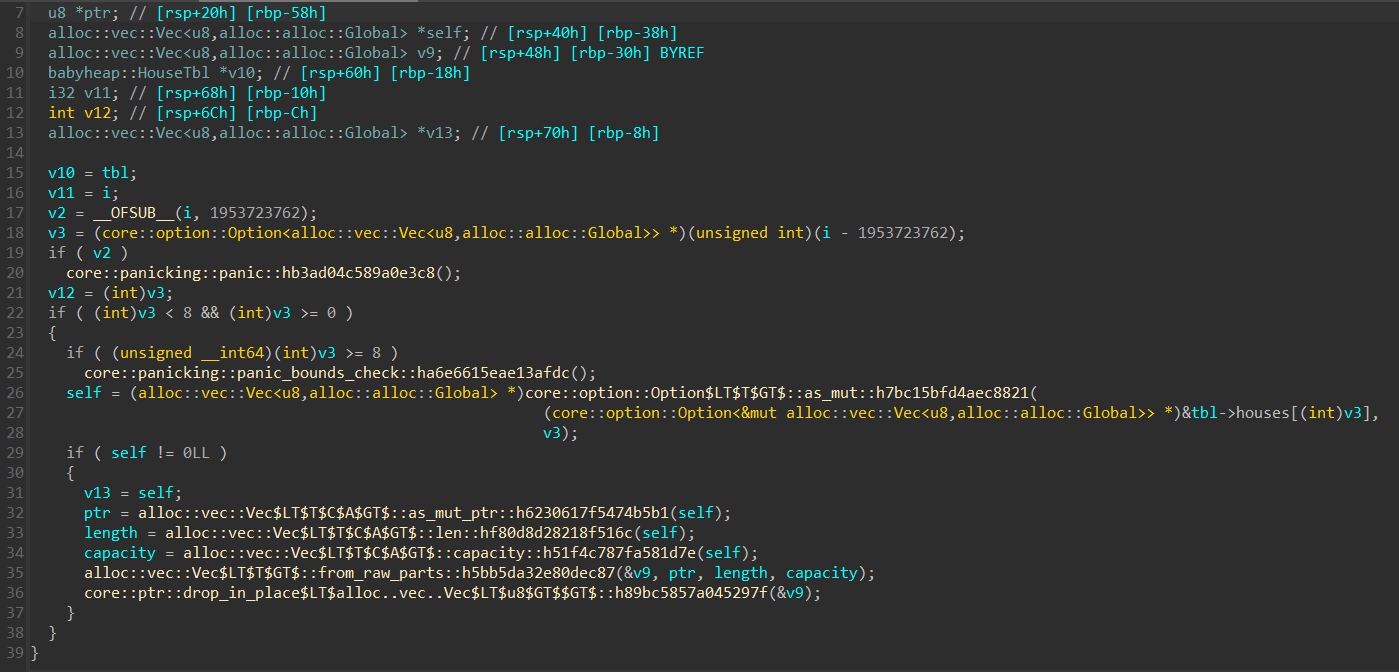 7 u8 *ptr; // [rsp+20h] [rbp-58h]
8 alloc::vec::Vec<u8,alloc::alloc::Global> *self; // [rsp+40h] [rbp-38h]
9 alloc::vec::Vec<u8,alloc::alloc::Global> v9; // [rsp+48h] [rbp-30h] BYREF
10 babyheap::HouseTbl *v10; // [rsp+60h] [rbp-18h]
11 i32 v11; // [rsp+68h] [rbp-10h]
12 int v12; // [rsp+6Ch] [rbp-Ch]
13 alloc::vec::Vec<u8,alloc::alloc::Global> *v13; // [rsp+70h] [rbp-8h]
14
15 v10 = tbl;
16 v11 = i;
17 v2 = __OFSUB__(i, 1953723762);
18 v3 = (core::option::Option<alloc::vec::Vec<u8,alloc::alloc::Global>> *)(unsigned int)(i - 1953723762);
19 if ( v2 )
20 core::panicking::panic::hb3ad04c589a0e3c8();
21 v12 = (int)v3;
22 if ( (int)v3 < 8 && (int)v3 >= 0 )
23 {
24 if ( (unsigned __int64)(int)v3 >= 8 )
25 core::panicking::panic_bounds_check::ha6e6615eae13afdc();
26 self = (alloc::vec::Vec<u8,alloc::alloc::Global> *)core::option::Option$LT$T$GT$::as_mut::h7bc15bfd4aec8821(
27 (core::option::Option<&mut alloc::vec::Vec<u8,alloc::alloc::Global>> *)&tbl->houses[(int)v3],
28 v3);
29 if ( self != 0LL )
30 {
31 v13 = self;
32 ptr = alloc::vec::Vec$LT$T$C$A$GT$::as_mut_ptr::h6230617f5474b5b1(self);
33 length = alloc::vec::Vec$LT$T$C$A$GT$::len::hf80d8d28218f516c(self);
34 capacity = alloc::vec::Vec$LT$T$C$A$GT$::capacity::h51f4c787fa581d7e(self);
35 alloc::vec::Vec$LT$T$GT$::from_raw_parts::h5bb5da32e80dec87(&v9, ptr, length, capacity);
36 core::ptr::drop_in_place$LT$alloc..vec..Vec$LT$u8$GT$$GT$::h89bc5857a045297f(&v9);
37 }
38 }
39 }